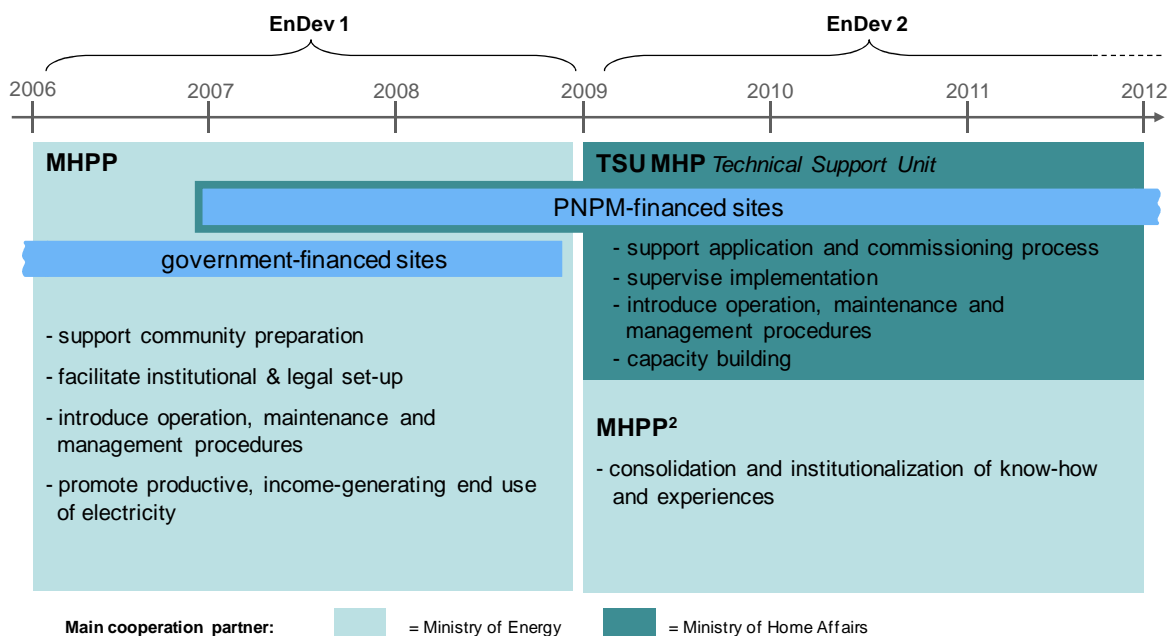 EnDev 1
EnDev 2
2006
2007
2008
2009
2010
2011
2012
MHPP
TSU MHP Technical Support Unit
PNPM-financed sites
government-financed sites
- support application and commissioning process
- supervise implementation
- introduce operation, maintenance and
management procedures
- capacity building
- support community preparation
- facilitate institutional & legal set-up
- introduce operation, maintenance and
management procedures
- promote productive, income-generating end use
of electricity
MHPP²
- consolidation and institutionalization of know-how
and experiences
Main cooperation partner:
= Ministry of Energy
= Ministry of Home Affairs